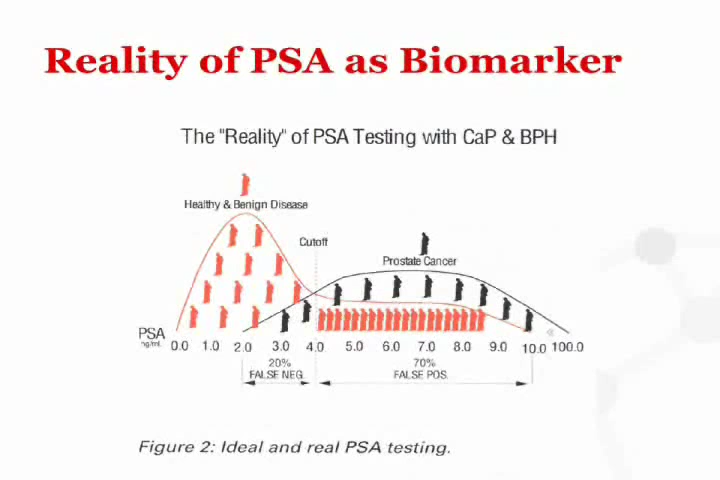 Reality of PSA as Biomarker
The "Reality" of PSA Testing with CaP & BPH
Healthy & Benign Disease
Cutoff
Prostate Cancer
PSA
ng/mL
0.0 1.0 2.0 3.0 4.0 5.0 6.0 7.0 8.0 9.0 10.0 100.0
20%
FALSE NEG.
70%
FALSE POS.
Figure 2: Ideal and real PSA testing.